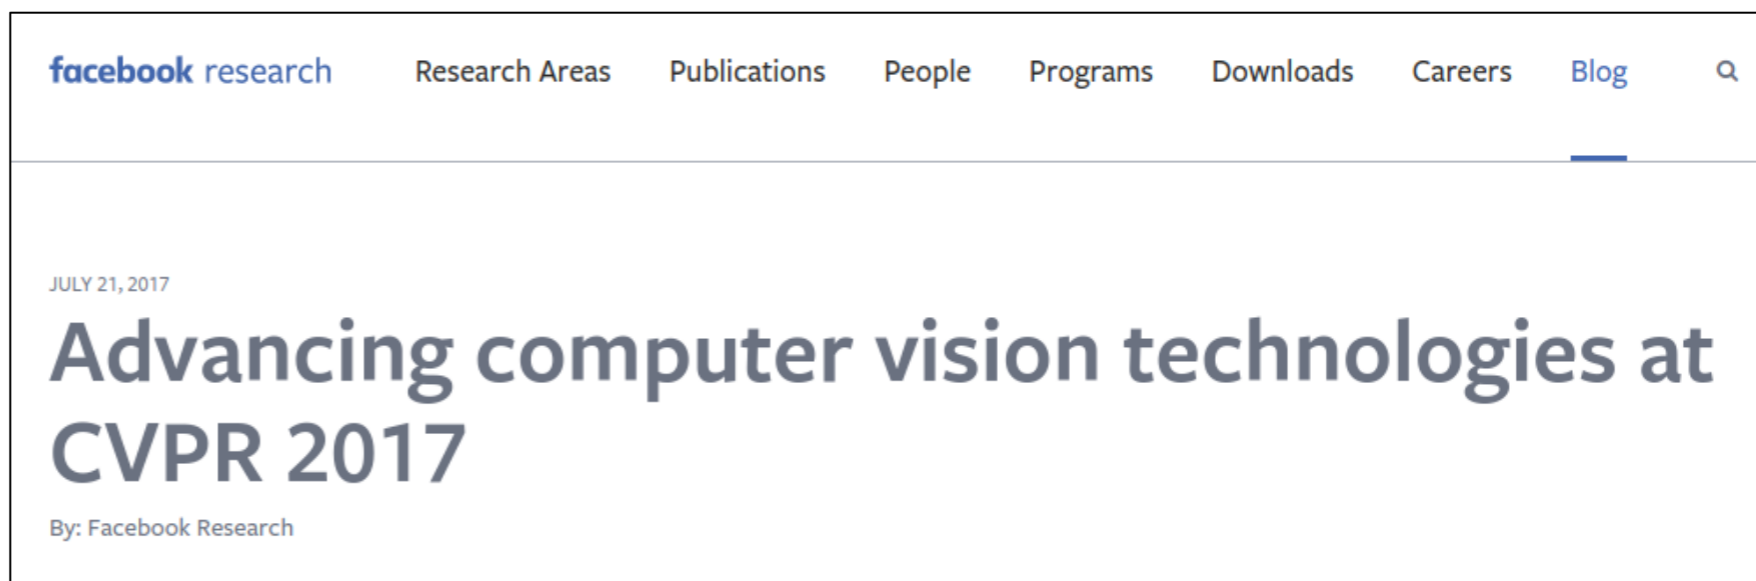 facebook research Research Areas Publications People Programs Downloads Careers Blog
JULY 21, 2017
Advancing computer vision technologies at
CVPR 2017
By: Facebook Research